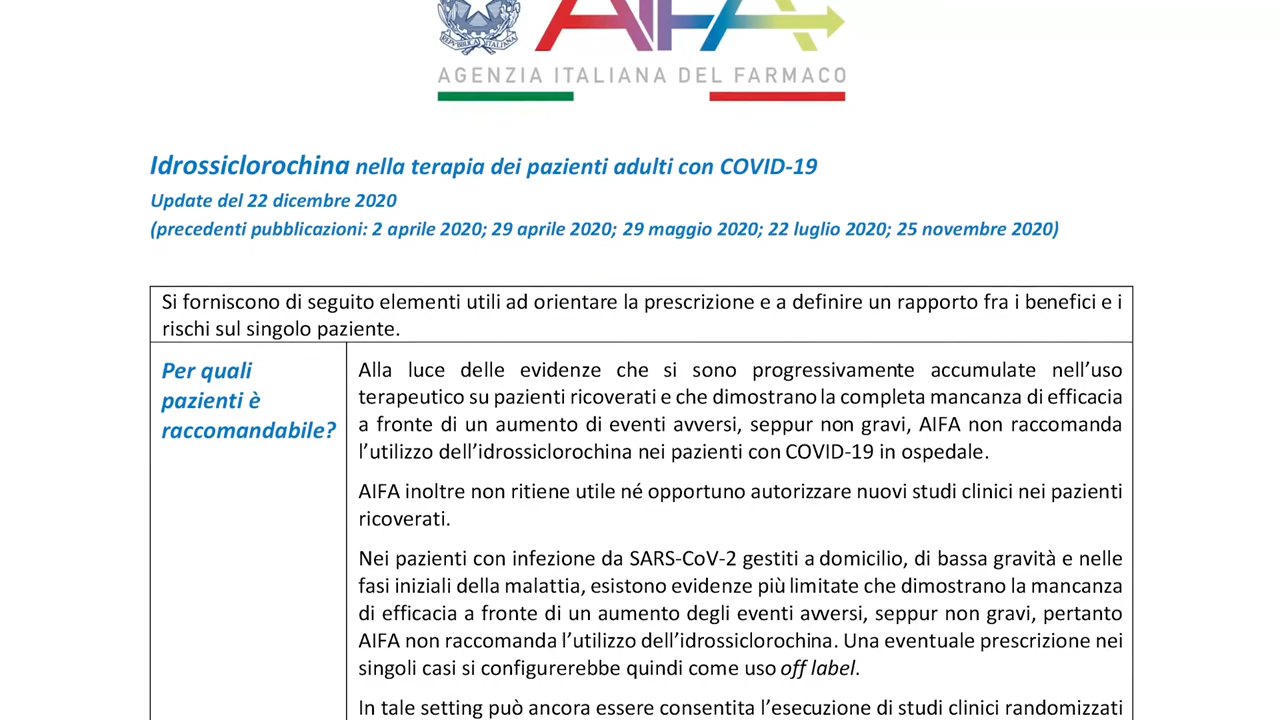 REPVBBLICA ITALIANA
AIFA
AGENZIA ITALIANA DEL FARMACO
Idrossiclorochina nella terapia dei pazienti adulti con COVID-19
Update del 22 dicembre 2020
(precedenti pubblicazioni: 2 aprile 2020; 29 aprile 2020; 29 maggio 2020; 22 luglio 2020; 25 novembre 2020)
Si forniscono di seguito elementi utili ad orientare la prescrizione e a definire un rapporto fra i benefici e i
rischi sul singolo paziente.
Per quali
pazienti è
raccomandabile?
Alla luce delle evidenze che si sono progressivamente accumulate nell’uso
terapeutico su pazienti ricoverati e che dimostrano la completa mancanza di efficacia
a fronte di un aumento di eventi avversi, seppur non gravi, AIFA non raccomanda
l’utilizzo dell’idrossiclorochina nei pazienti con COVID-19 in ospedale.
AIFA inoltre non ritiene utile né opportuno autorizzare nuovi studi clinici nei pazienti
ricoverati.
Nei pazienti con infezione da SARS-CoV-2 gestiti a domicilio, di bassa gravità e nelle
fasi iniziali della malattia, esistono evidenze più limitate che dimostrano la mancanza
di efficacia a fronte di un aumento degli eventi avversi, seppur non gravi, pertanto
AIFA non raccomanda l’utilizzo dell’idrossiclorochina. Una eventuale prescrizione nei
singoli casi si configurerebbe quindi come uso off label.
In tale setting può ancora essere consentita l’esecuzione di studi clinici randomizzati